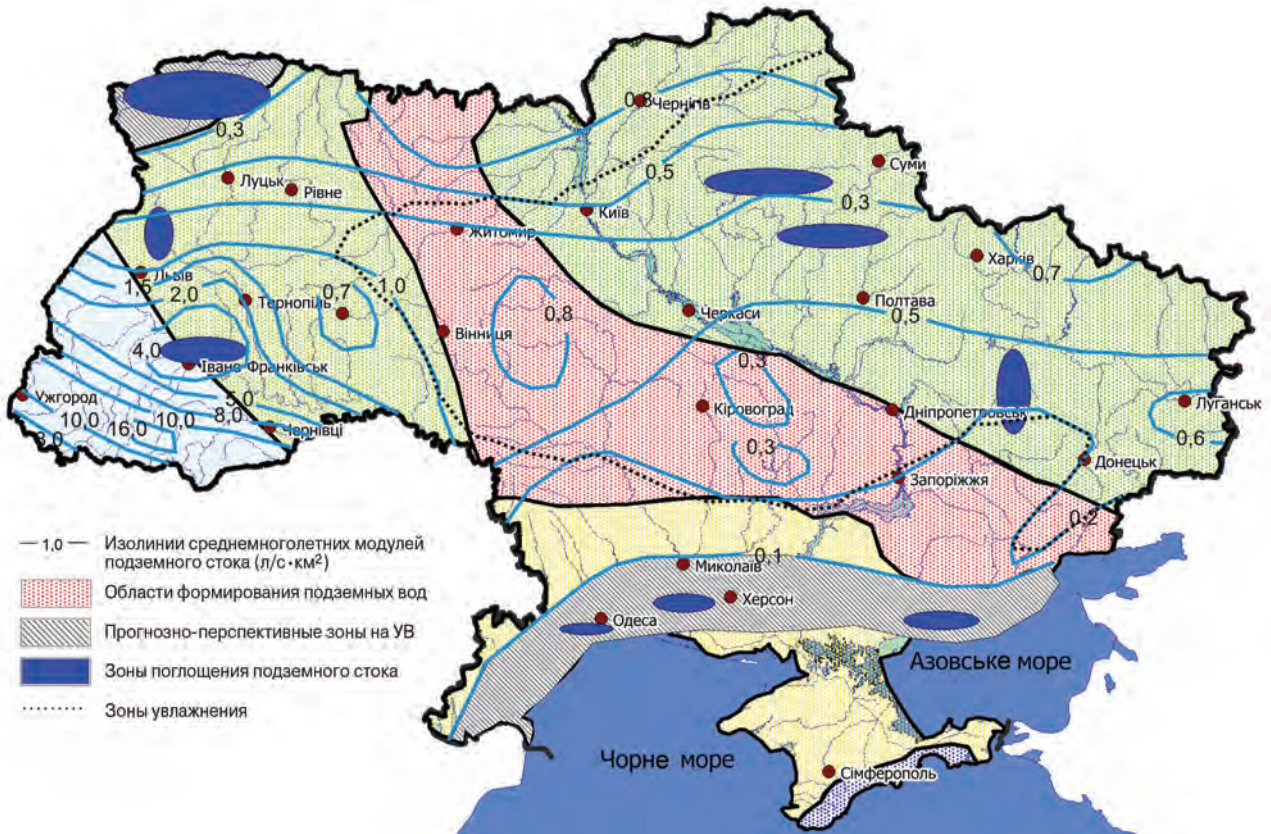 0,3
Чернігів
0,3
Суми
Луцьк
Рівне
0,5
0,3
Київ
Житомир
Харків
0,7
Львів
1,5
2,0
Тернопіль
0,7
1,0
0,8
Черкаси
Полтава
0,5
Вінниця
4,0
Івано-Франківськ
0,3
Ужгород
5,0
10,0
10,0
8,0
Кіровоград
Дніпропетровськ
Луганськ
3,0
16,0
Чернівці
0,6
0,3
Донецьк
Запоріжжя
0,2
0,1
Миколаїв
Херсон
Одеса
— 1,0 — Изолинии среднемноголетних модулей
подземного стока (л/с·км²)
Области формирования подземных вод
Прогнозно-перспективные зоны на УВ
Зоны поглощения подземного стока
Зоны увлажнения
Азовське море
Чорне море
Сімферополь